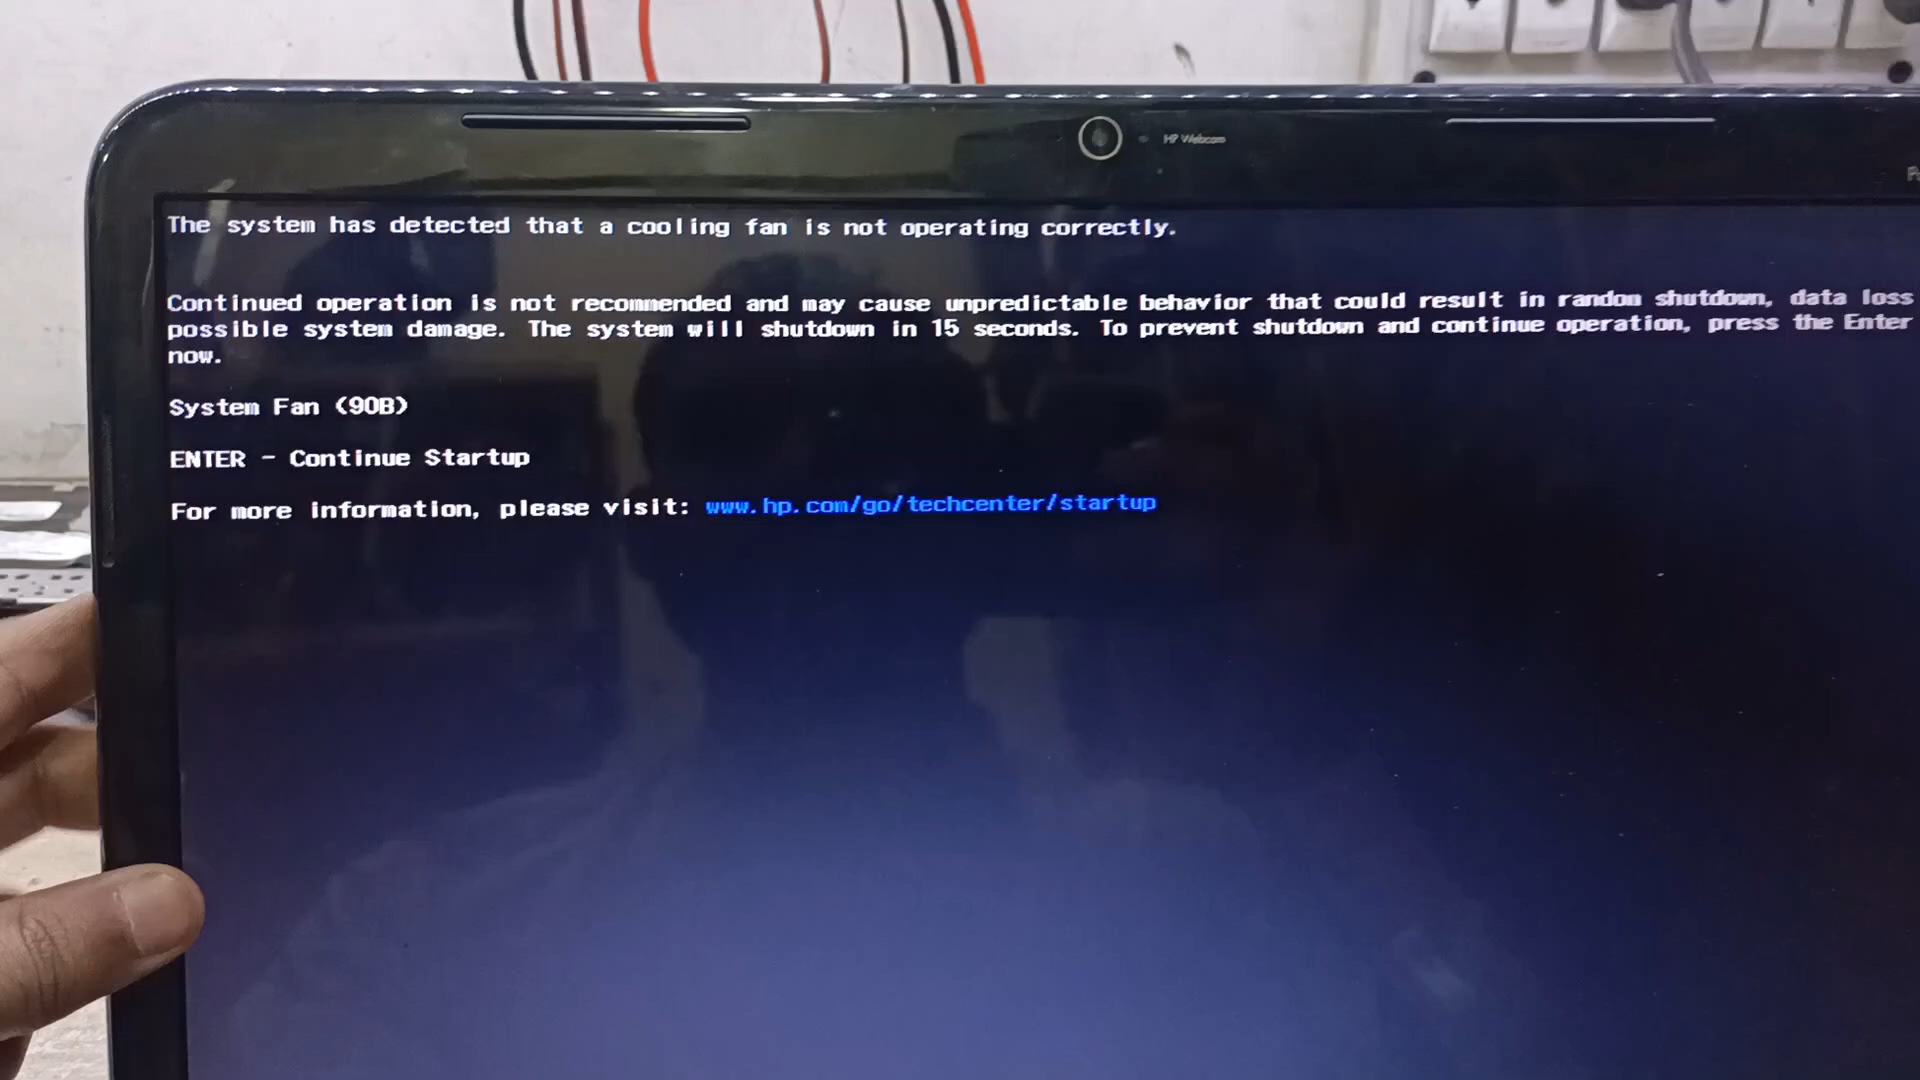 HP Webcam
The system has detected that a cooling fan is not operating correctly.
Continued operation is not recommended and may cause unpredictable behavior that could result in random shutdown, data loss
possible system damage. The system will shutdown in 15 seconds. To prevent shutdown and continue operation, press the Enter
now.
System Fan (90B)
ENTER - Continue Startup
For more information, please visit: www.hp.com/go/techcenter/startup